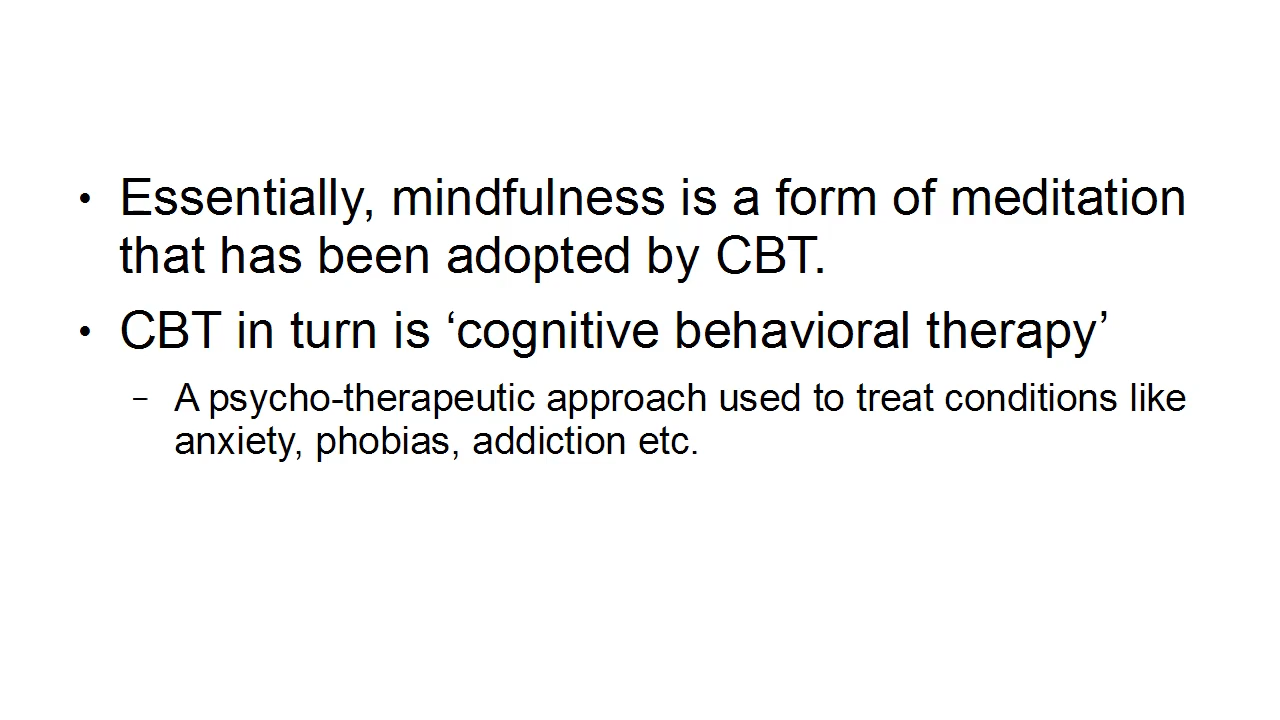 • Essentially, mindfulness is a form of meditation
that has been adopted by CBT.
• CBT in turn is ‘cognitive behavioral therapy’
– A psycho-therapeutic approach used to treat conditions like
anxiety, phobias, addiction etc.